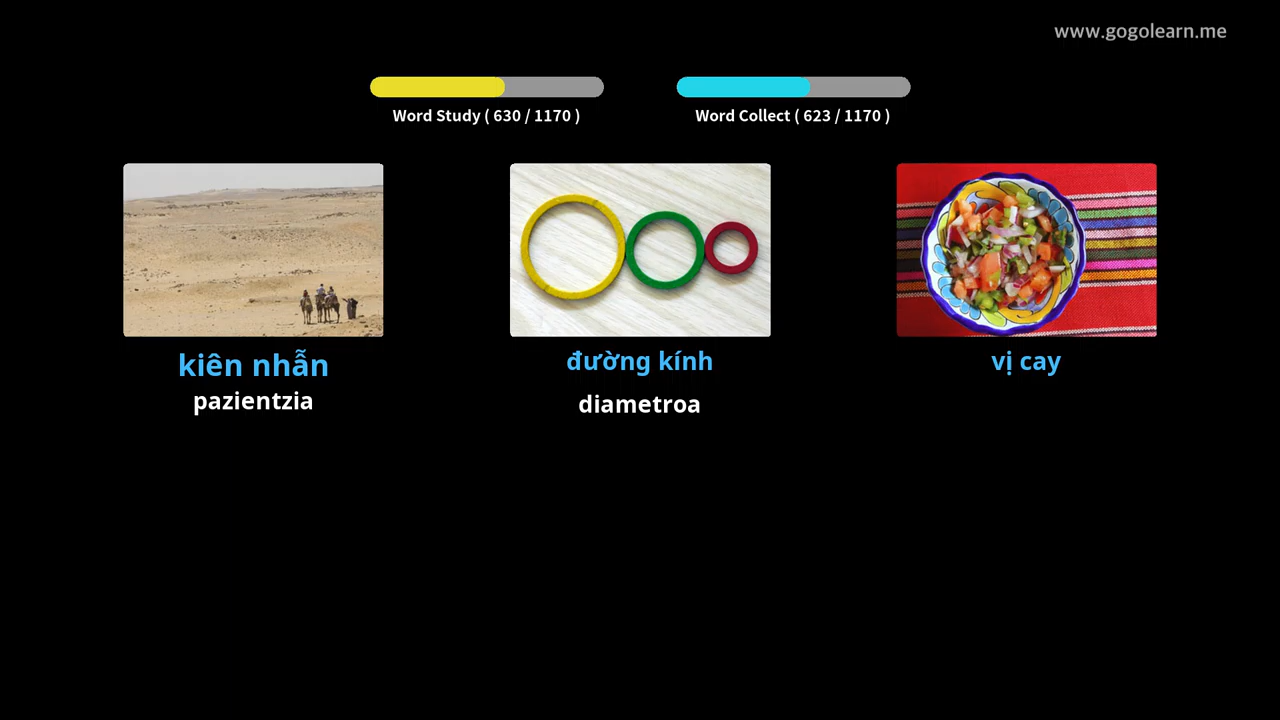 www.gogolearn.me
Word Study ( 630 / 1170 )
Word Collect ( 623 / 1170 )
kiên nhẫn
pazientzia
đường kính
diametroa
vị cay